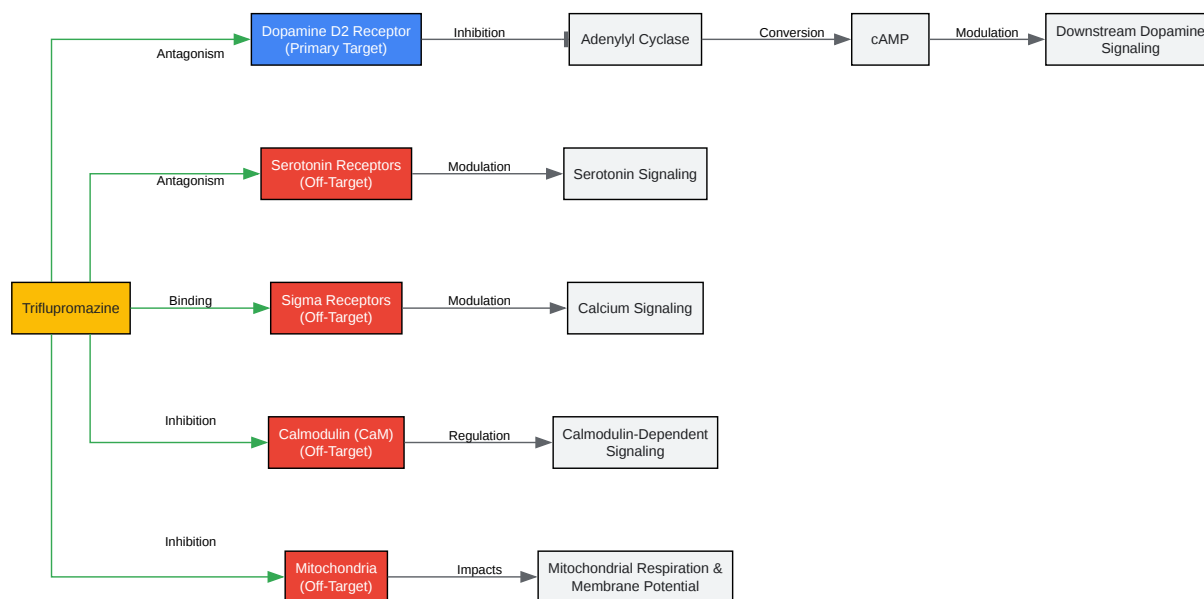 Dopamine D2 Receptor
(Primary Target)
Inhibition
Adenylyl Cyclase
Conversion
cAMP
Modulation
Downstream Dopamine
Signaling
Antagonism
Serotonin Receptors
(Off-Target)
Modulation
Serotonin Signaling
Antagonism
Triflupromazine
Binding
Sigma Receptors
(Off-Target)
Modulation
Calcium Signaling
Inhibition
Calmodulin (CaM)
(Off-Target)
Regulation
Calmodulin-Dependent
Signaling
Inhibition
Mitochondria
(Off-Target)
Impacts
Mitochondrial Respiration &
Membrane Potential